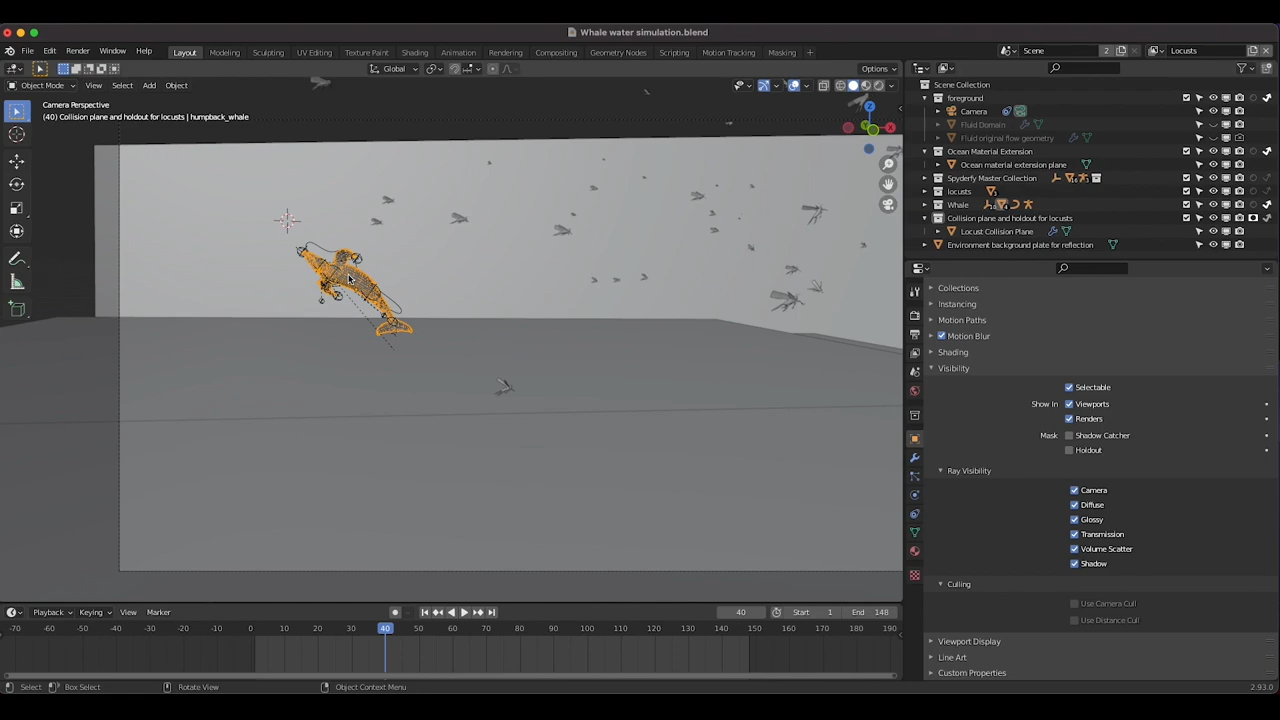 Whale water simulation.blend
File Edit Render Window Help Layout Modeling Sculpting UV Editing Texture Paint Shading Animation Rendering Compositing Geometry Nodes Scripting Motion Tracking Masking + Scene 2 Locusts
Global Options
Object Mode View Select Add Object
Camera Perspective
(40) Collision plane and holdout for locusts | humpback_whale
Scene Collection
foreground
Camera
Fluid Domain
Fluid original flow geometry
Ocean Material Extension
Ocean material extension plane
Spyderfy Master Collection
locusts
Whale
Collision plane and holdout for locusts
Locust Collision Plane
Environment background plate for reflection
Collections
Instancing
Motion Paths
Motion Blur
Shading
Visibility
Selectable
Show In Viewports
Renders
Mask Shadow Catcher
Holdout
Ray Visibility
Camera
Diffuse
Glossy
Transmission
Volume Scatter
Shadow
Culling
Use Camera Cull
Use Distance Cull
Viewport Display
Line Art
Custom Properties
Playback Keying View Marker 40 Start 1 End 148
-70 -60 -50 -40 -30 -20 -10 0 10 20 30 40 50 60 70 80 90 100 110 120 130 140 150 160 170 180 190
Select Box Select Rotate View Object Context Menu 2.93.0